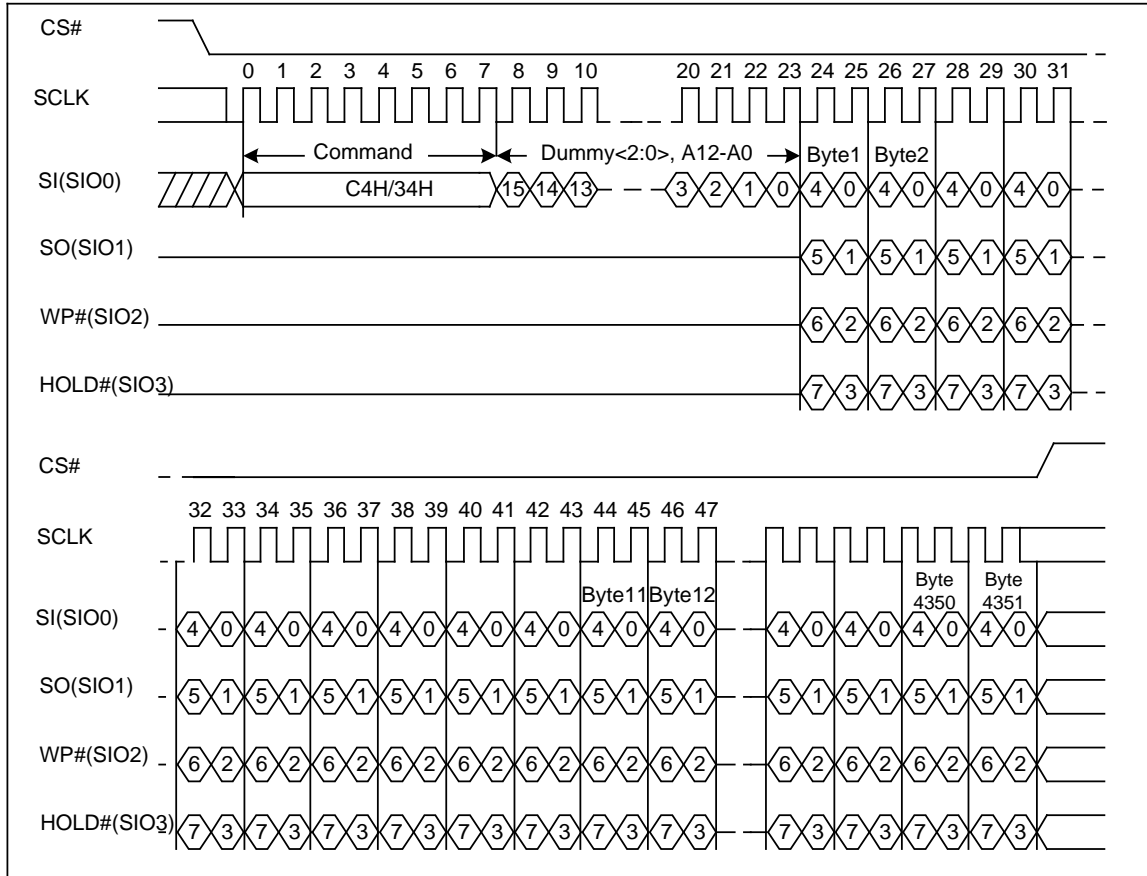 CS#
0 1 2 3 4 5 6 7 8 9 10 20 21 22 23 24 25 26 27 28 29 30 31
SCLK
Command Dummy<2:0>, A12-A0 Byte1 Byte2
SI(SIO0) C4H/34H 15 14 13 3 2 1 0 4 0 4 0 4 0 4 0
SO(SIO1) 5 1 5 1 5 1 5 1
WP#(SIO2) 6 2 6 2 6 2 6 2
HOLD#(SIO3) 7 3 7 3 7 3 7 3
CS#
32 33 34 35 36 37 38 39 40 41 42 43 44 45 46 47
SCLK
Byte11 Byte12 Byte 4350 Byte 4351
SI(SIO0) 4 0 4 0 4 0 4 0 4 0 4 0 4 0 4 0 4 0 4 0 4 0 4 0
SO(SIO1) 5 1 5 1 5 1 5 1 5 1 5 1 5 1 5 1 5 1 5 1 5 1 5 1
WP#(SIO2) 6 2 6 2 6 2 6 2 6 2 6 2 6 2 6 2 6 2 6 2 6 2 6 2
HOLD#(SIO3) 7 3 7 3 7 3 7 3 7 3 7 3 7 3 7 3 7 3 7 3 7 3 7 3